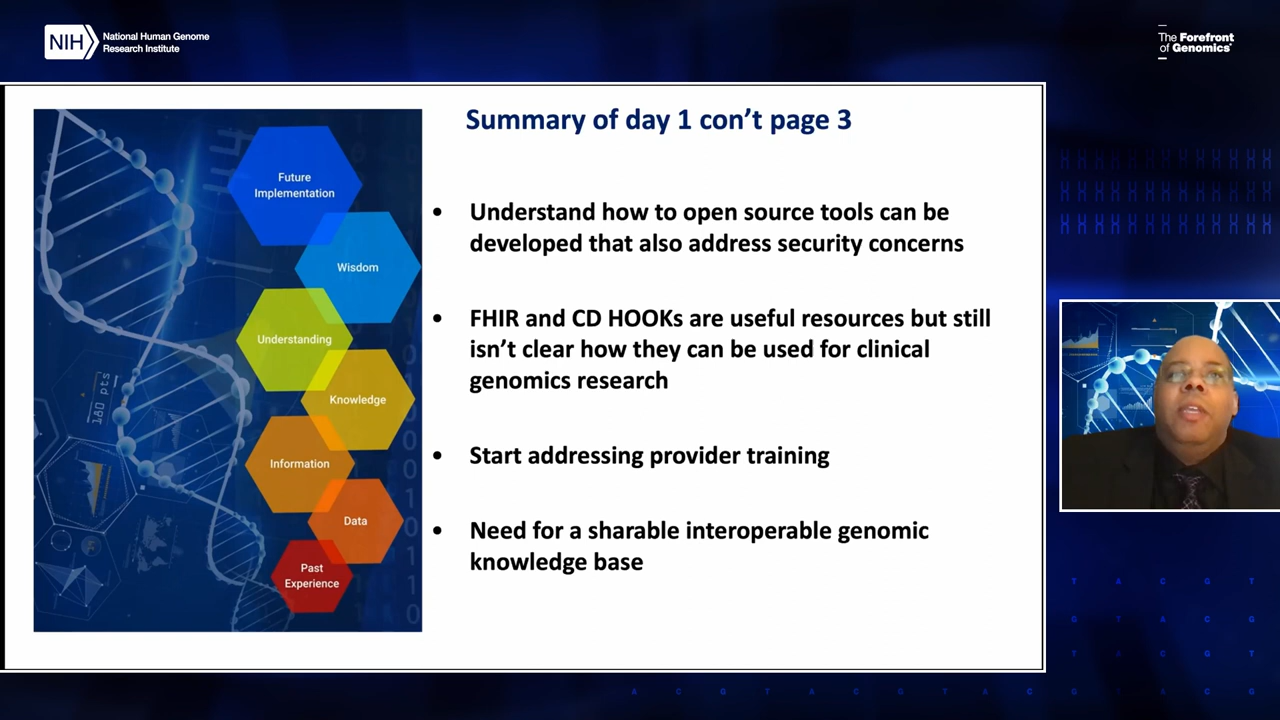 NIH
National Human Genome
Research Institute
The Forefront
of Genomics®
Summary of day 1 con't page 3
Future
Implementation
Wisdom
Understanding
Knowledge
Information
Data
Past
Experience
180 pts
• Understand how to open source tools can be
developed that also address security concerns
• FHIR and CD HOOKs are useful resources but still
isn't clear how they can be used for clinical
genomics research
• Start addressing provider training
• Need for a sharable interoperable genomic
knowledge base
T A C G T
G T A C G
T A C G T
A C G T A C G T A C G T A C G